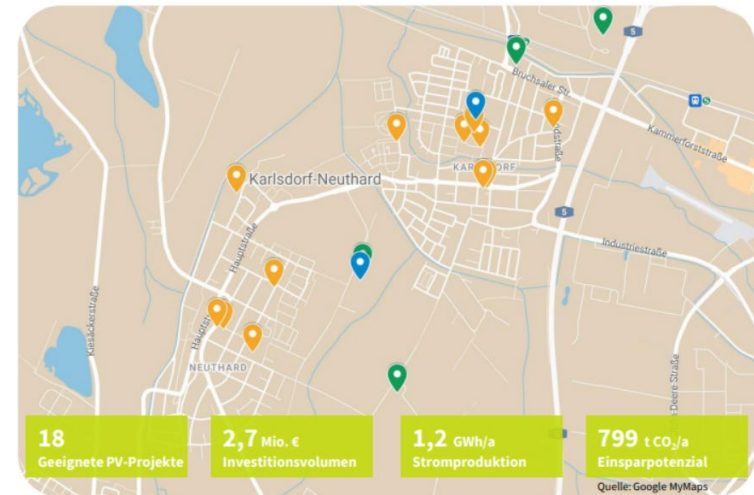 5
Bruchsaler Str.
Kammerforststraße
KARLSDORF
Karlsdorf-Neuthard
5
Industriestraße
Hauptstraße
Kiesäckerstraße
NEUTHARD
18
Geeignete PV-Projekte
2,7 Mio. €
Investitionsvolumen
1,2 GWh/a
Stromproduktion
799 t CO₂/a
Einsparpotenzial
Quelle: Google MyMaps